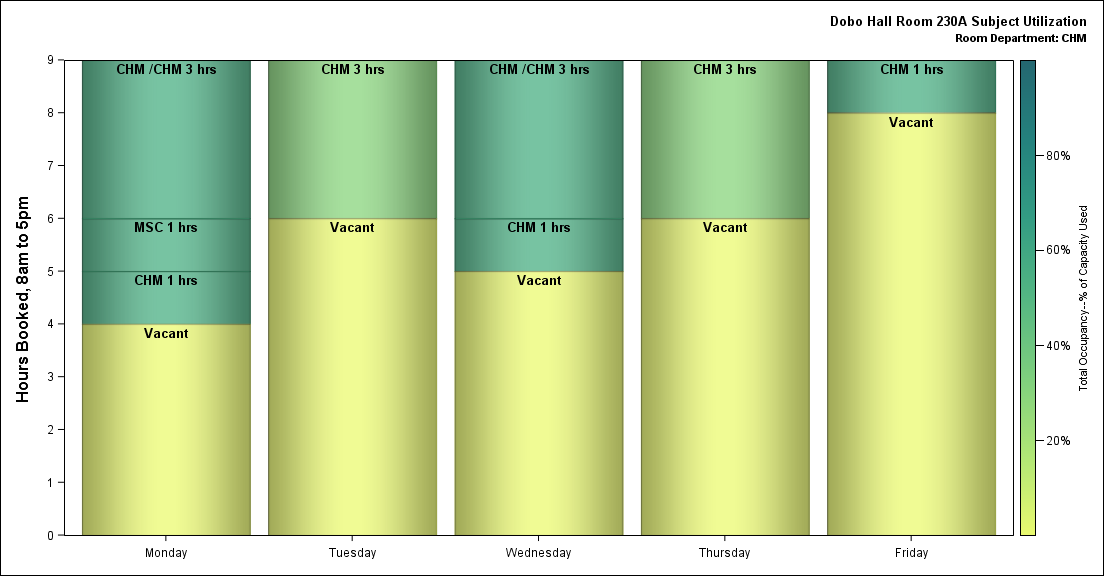 Dobo Hall Room 230A Subject Utilization
Room Department: CHM
Hours Booked, 8am to 5pm
9
8
7
6
5
4
3
2
1
0
CHM /CHM 3 hrs
MSC 1 hrs
CHM 1 hrs
Vacant
CHM 3 hrs
Vacant
CHM /CHM 3 hrs
CHM 1 hrs
Vacant
CHM 3 hrs
Vacant
CHM 1 hrs
Vacant
Monday
Tuesday
Wednesday
Thursday
Friday
80%
60%
40%
20%
Total Occupancy--% of Capacity Used